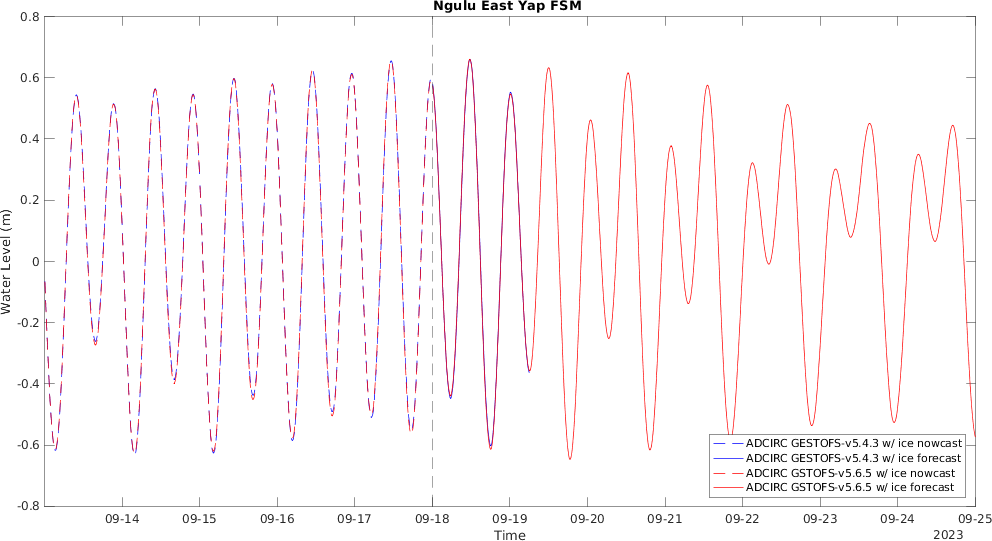 Ngulu East Yap FSM
0.8
0.6
0.4
0.2
0
-0.2
-0.4
-0.6
-0.8
Water Level (m)
09-14 09-15 09-16 09-17 09-18 09-19 09-20 09-21 09-22 09-23 09-24 09-25
Time
2023
ADCIRC GESTOFS-v5.4.3 w/ ice nowcast
ADCIRC GESTOFS-v5.4.3 w/ ice forecast
ADCIRC GSTOFS-v5.6.5 w/ ice nowcast
ADCIRC GSTOFS-v5.6.5 w/ ice forecast